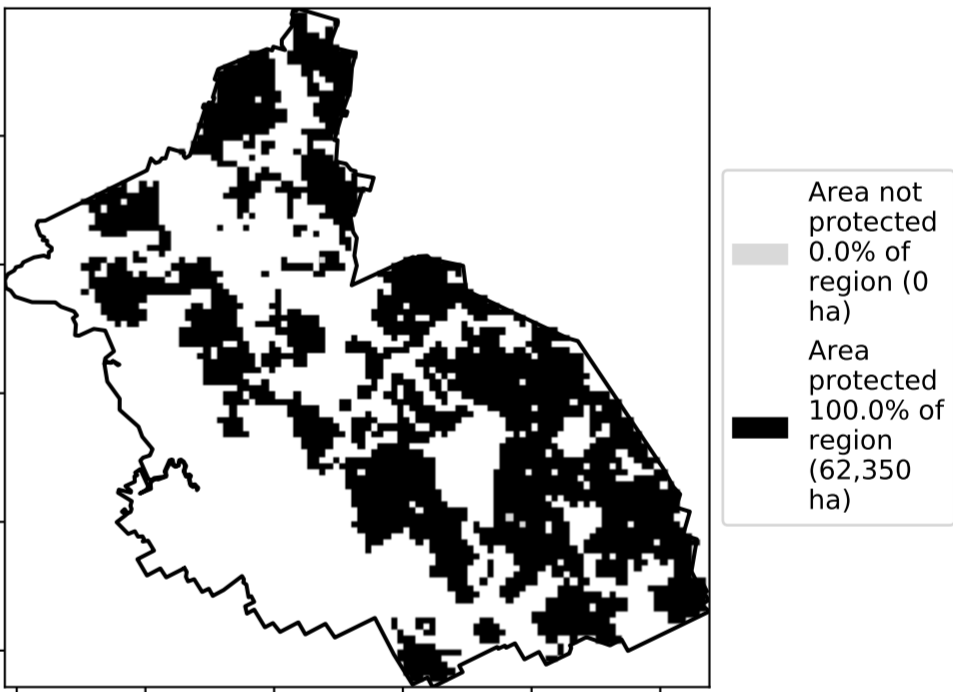 Area not
protected
0.0% of
region (0
ha)
Area
protected
100.0% of
region
(62,350
ha)